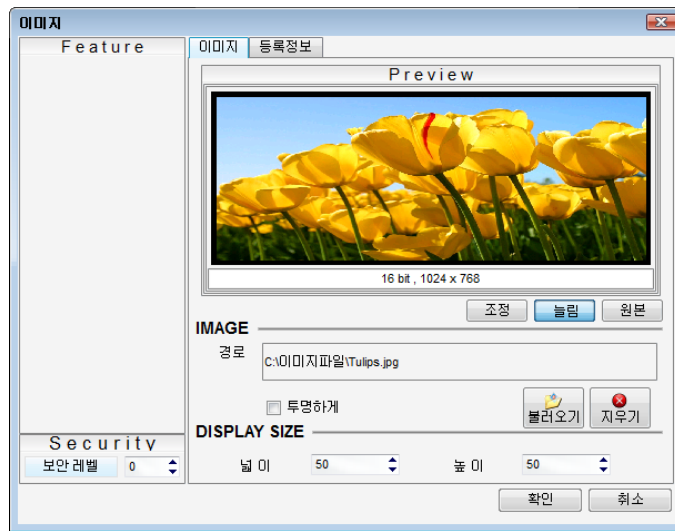 이미지
Feature
이미지 등록정보
Preview
16 bit , 1024 x 768
조정 늘림 원본
IMAGE
경로 C:\이미지파일\Tulips.jpg
투명하게
불러오기 지우기
DISPLAY SIZE
넓 이 50 높 이 50
Security
보안 레벨 0
확인 취소